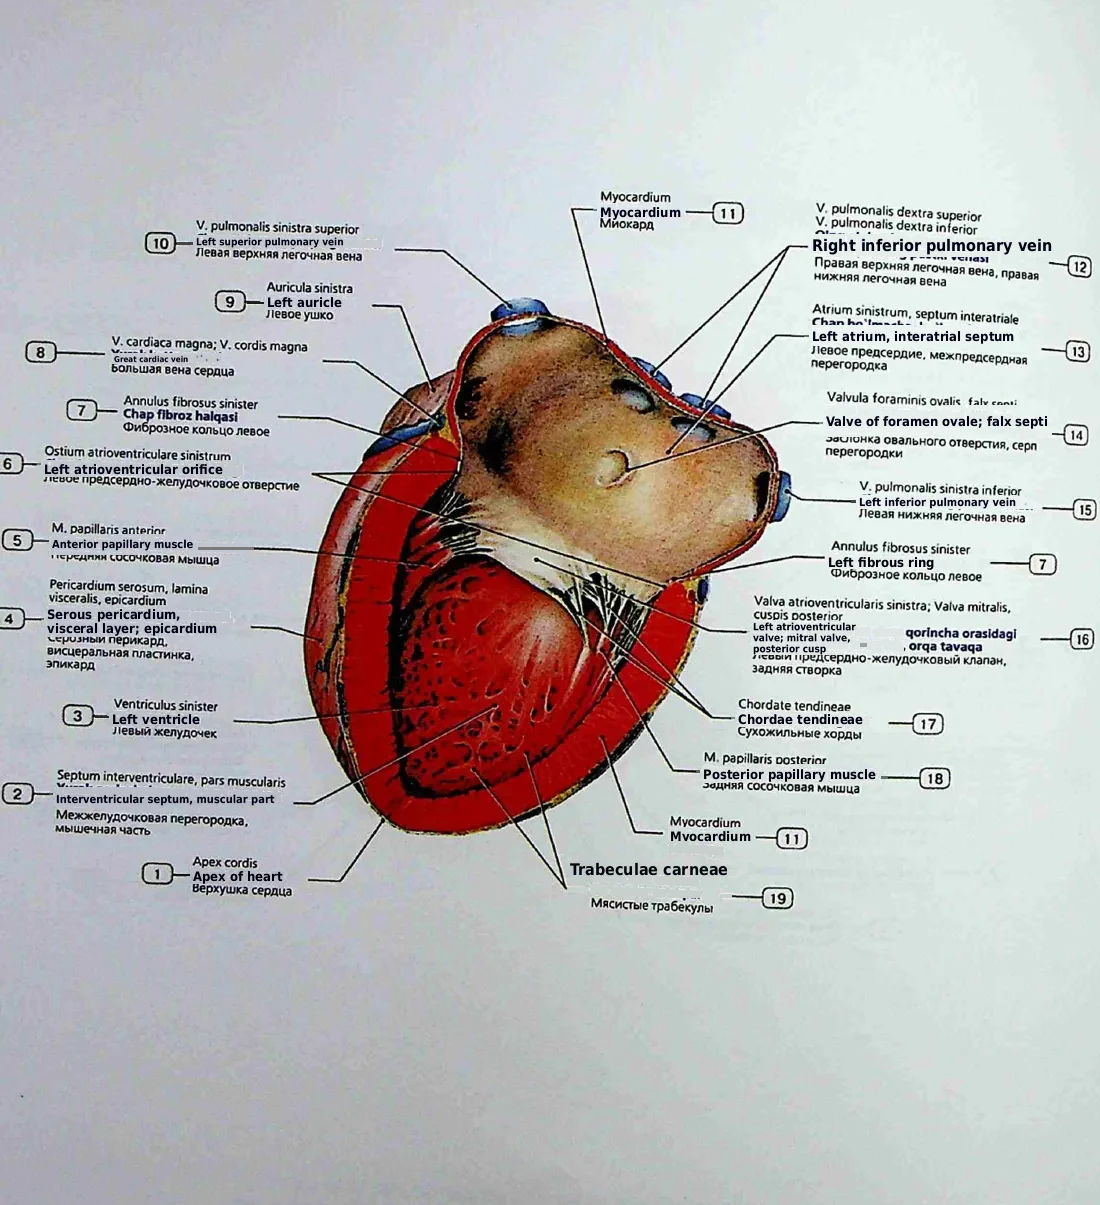 Myocardium
Myocardium
Миокард
11
V. pulmonalis sinistra superior
10
Left superior pulmonary vein
Левая верхняя легочная вена
V. pulmonalis dextra superior
V. pulmonalis dextra inferior
Right inferior pulmonary vein
12
Правая верхняя легочная вена, правая
нижняя легочная вена
Auricula sinistra
9
Left auricle
Левое ушко
Atrium sinistrum, septum interatriale
Left atrium, interatrial septum
13
Левое предсердие, межпредсердная
перегородка
V. cardiaca magna; V. cordis magna
8
Great cardiac vein
Большая вена сердца
Valvula foraminis ovalis, falx septi
Valve of foramen ovale; falx septi
14
заслонка овального отверстия, серп
перегородки
Annulus fibrosus sinister
7
Chap fibroz halqasi
Фиброзное кольцо левое
Ostium atrioventriculare sinistrum
6
Left atrioventricular orifice
Левое предсердно-желудочковое отверстие
V. pulmonalis sinistra inferior
Left inferior pulmonary vein
15
Левая нижняя легочная вена
M. papillaris anterior
5
Anterior papillary muscle
Передняя сосочковая мышца
Annulus fibrosus sinister
Left fibrous ring
7
Фиброзное кольцо левое
Pericardium serosum, lamina
visceralis, epicardium
4
Serous pericardium,
visceral layer; epicardium
Серозный перикард,
висцеральная пластинка,
эпикард
Valva atrioventricularis sinistra; Valva mitralis,
cuspis posterior
Left atrioventricular
valve; mitral valve,
posterior cusp
qorincha orasidagi
, orqa tavaqa
16
Левый предсердно-желудочковый клапан,
задняя створка
Ventriculus sinister
3
Left ventricle
Левый желудочек
Chordate tendineae
Chordae tendineae
17
Сухожильные хорды
Septum interventriculare, pars muscularis
2
Interventricular septum, muscular part
Межжелудочковая перегородка,
мышечная часть
M. papillaris posterior
Posterior papillary muscle
18
Задняя сосочковая мышца
Myocardium
Myocardium
11
Apex cordis
1
Apex of heart
Верхушка сердца
Trabeculae carneae
19
Мясистые трабекулы